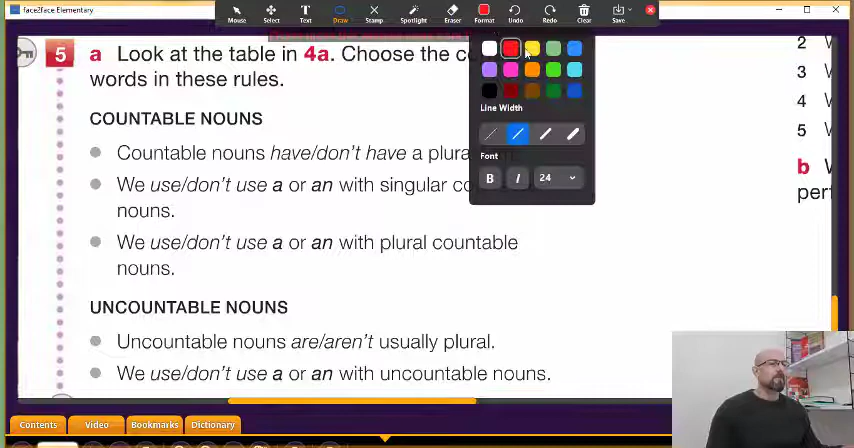 face2face Elementary
Mouse Select Text Draw Stamp Spotlight Eraser Format Undo Redo Clear Save
5 a Look at the table in 4a. Choose the co
words in these rules.
COUNTABLE NOUNS
Countable nouns have/don't have a plura
We use/don't use a or an with singular co
nouns.
We use/don't use a or an with plural countable
nouns.
UNCOUNTABLE NOUNS
Uncountable nouns are/aren't usually plural.
We use/don't use a or an with uncountable nouns.
Line Width
Font
B I 24
2 W
3 W
4 W
5 W
b W
perf
Contents Video Bookmarks Dictionary